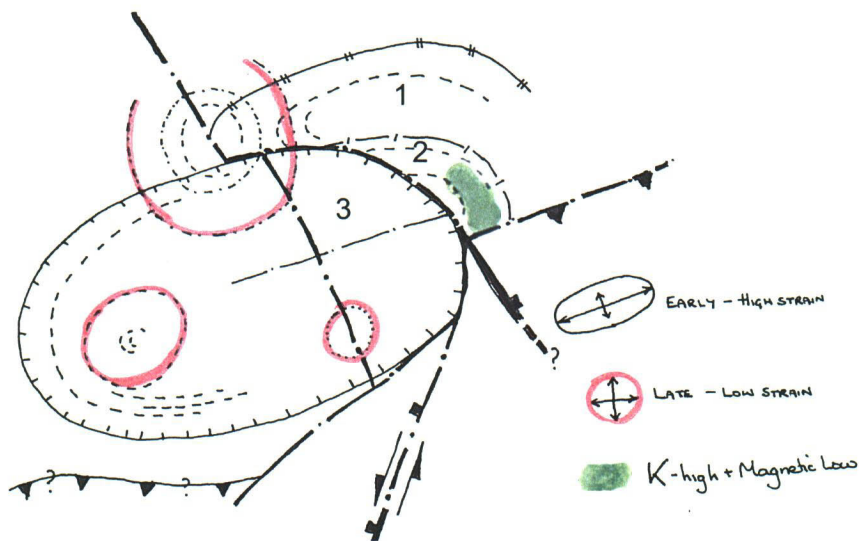 1
2
3
EARLY - HIGH STRAIN
?
LATE - LOW STRAIN
K-high + Magnetic Low
? ?